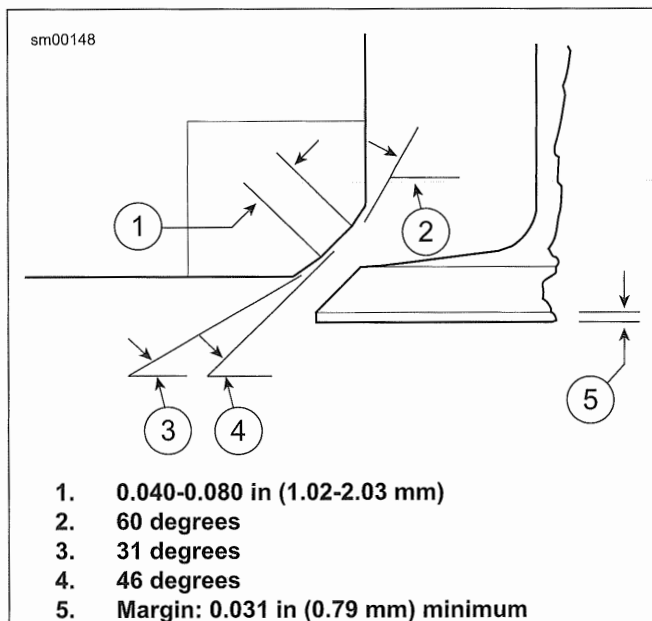 sm00148
1
2
3
4
5
1. 0.040-0.080 in (1.02-2.03 mm)
2. 60 degrees
3. 31 degrees
4. 46 degrees
5. Margin: 0.031 in (0.79 mm) minimum